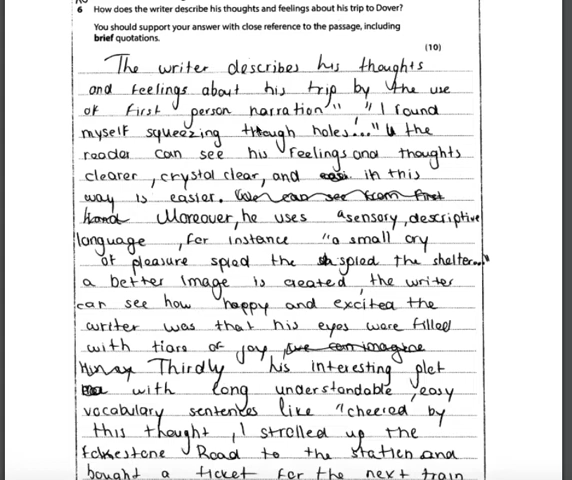 6 How does the writer describe his thoughts and feelings about his trip to Dover?
You should support your answer with close reference to the passage, including
brief quotations.
(10)
The writer describes his thoughts
and feelings about his trip by the use
of first person narration" "I found
myself squeezing through holes..." the
reader can see his feelings and thoughts
clearer, crystal clear, and in this
way is easier. We can see from first
hand Moreover, he uses a sensory, descriptive
language, for instance "a small cry
of pleasure spied the spied the shelter..."
a better image is created, the writer
can see how happy and excited the
writer was that his eyes were filled
with tiars of joy, we can imagine
Thirdly his interesting plet
with long understandable, easy
vocabulary sentences like "cheered by
this thought, I strolled up the
Folkestone Road to the station and
bought a ticket for the next train